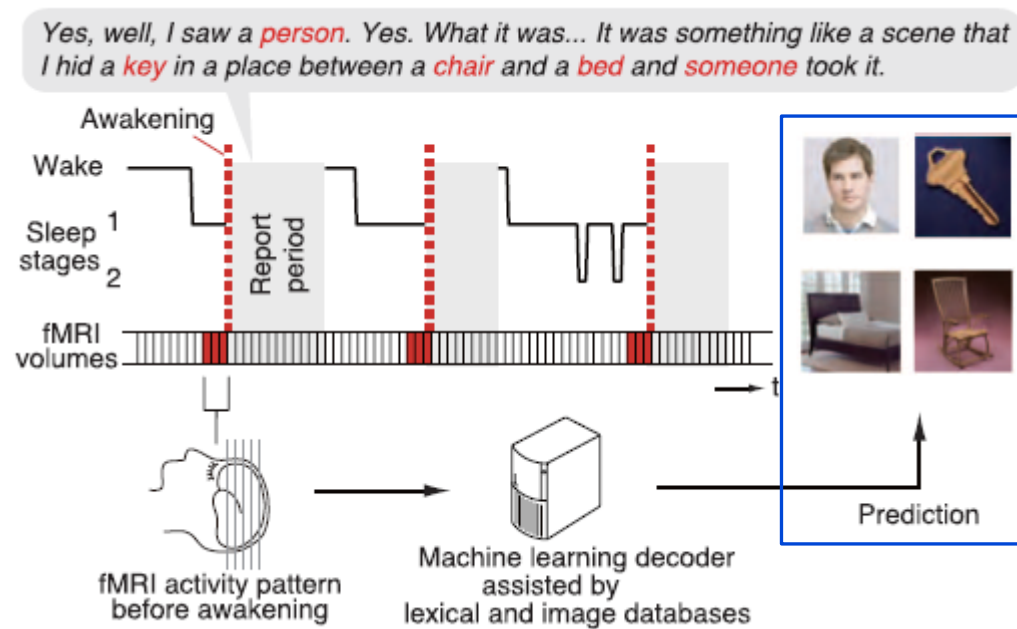 Yes, well, I saw a person. Yes. What it was... It was something like a scene that
I hid a key in a place between a chair and a bed and someone took it.
Awakening
Wake
Sleep
stages
1
2
Report
period
fMRI
volumes
t
fMRI activity pattern
before awakening
Machine learning decoder
assisted by
lexical and image databases
Prediction